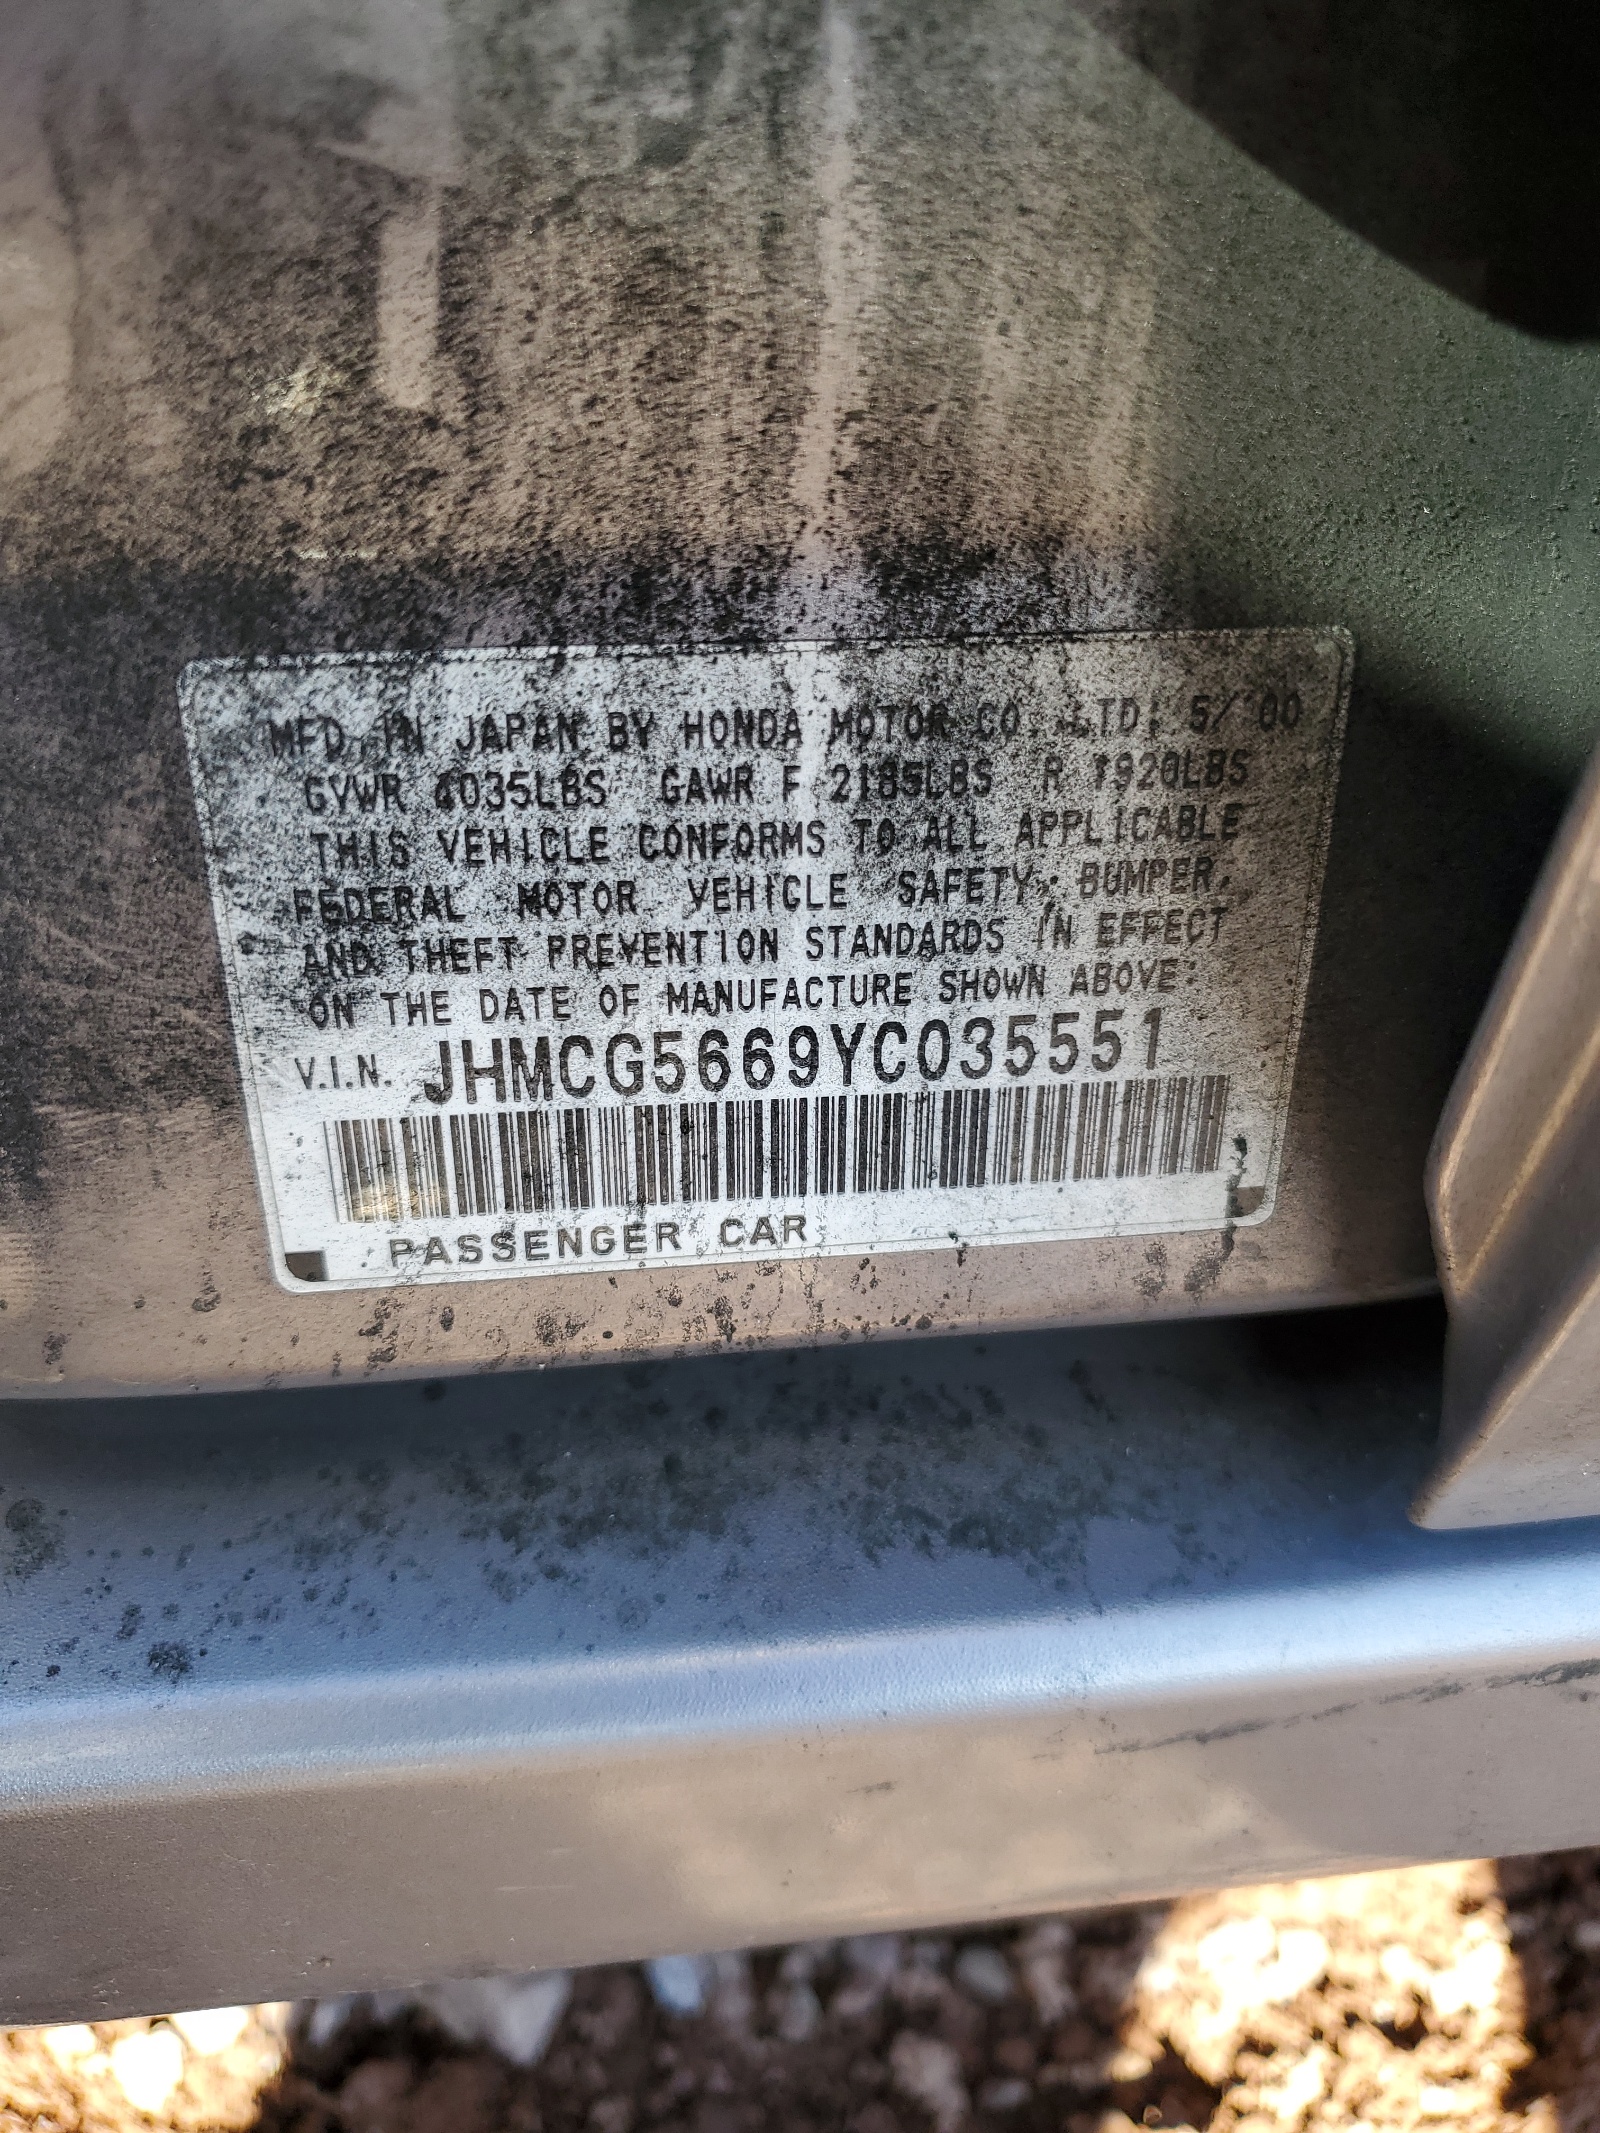 MFD. IN JAPAN BY HONDA MOTOR CO. LTD. 5/'00
GVWR 4035LBS GAWR F 2185LBS R 1920LBS
THIS VEHICLE CONFORMS TO ALL APPLICABLE
FEDERAL MOTOR VEHICLE SAFETY, BUMPER,
AND THEFT PREVENTION STANDARDS IN EFFECT
ON THE DATE OF MANUFACTURE SHOWN ABOVE.
V.I.N. JHMCG5669YC035551
PASSENGER CAR